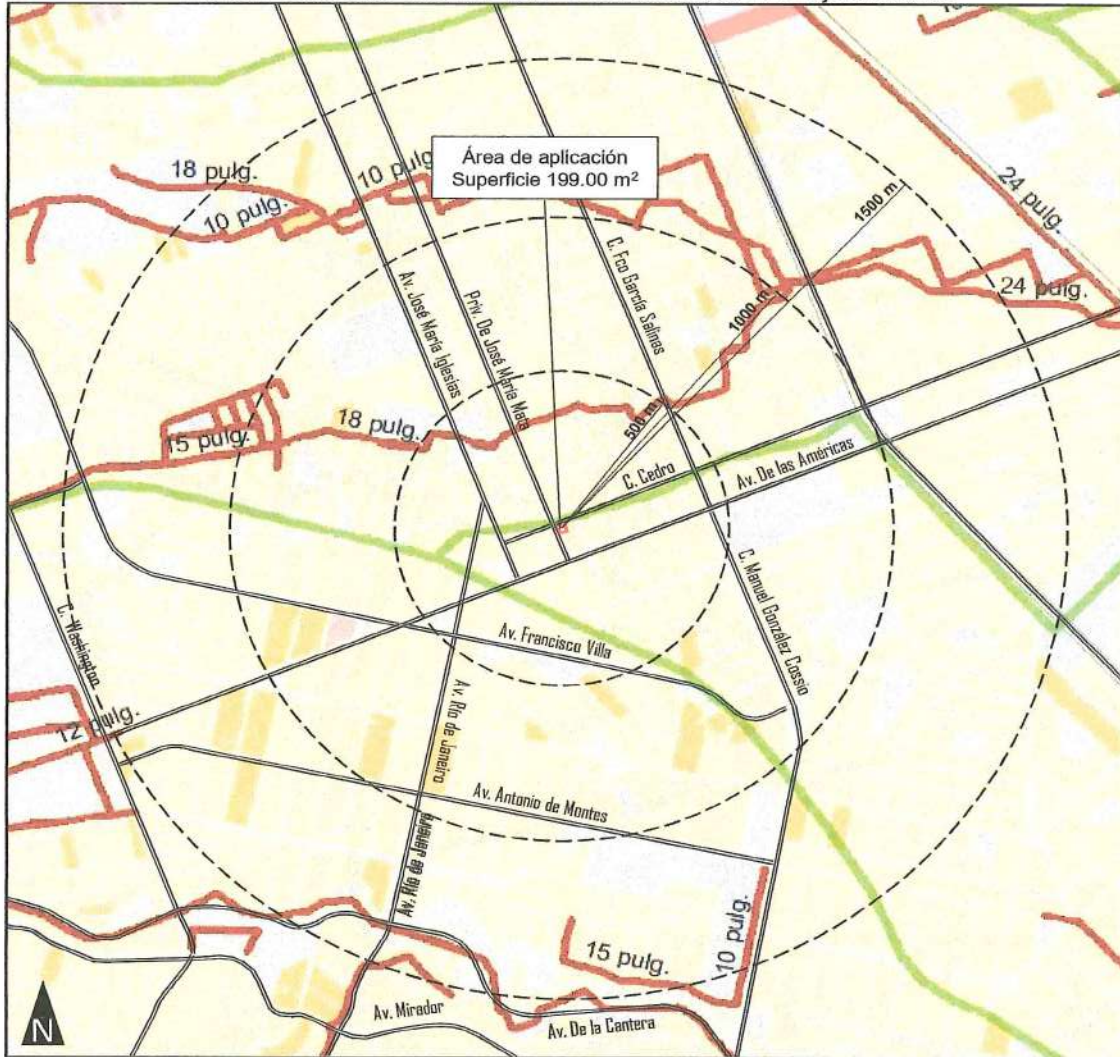 18 pulg.
10 pulg.
10 pulg.
Área de aplicación
Superficie 199.00 m²
24 pulg.
1500 m
24 pulg.
1000 m
500 m
C. Fco García Salinas
Priv. De José María Mata
Av. José María Iglesias
18 pulg.
15 pulg.
C. Cedro
Av. De las Américas
C. Manuel González Cossio
Av. Francisco Villa
C. Washington
12 pulg.
Av. Río de Janeiro
Av. Antonio de Montes
Av. Río de Janeiro
10 pulg.
15 pulg.
Av. Mirador
Av. De la Cantera
N